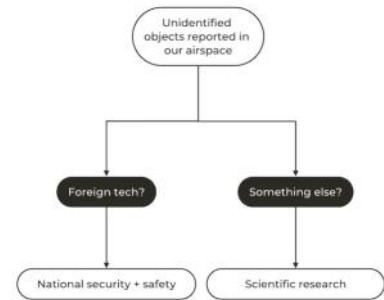 Unidentified
objects reported in
our airspace
Foreign tech?
Something else?
National security + safety
Scientific research